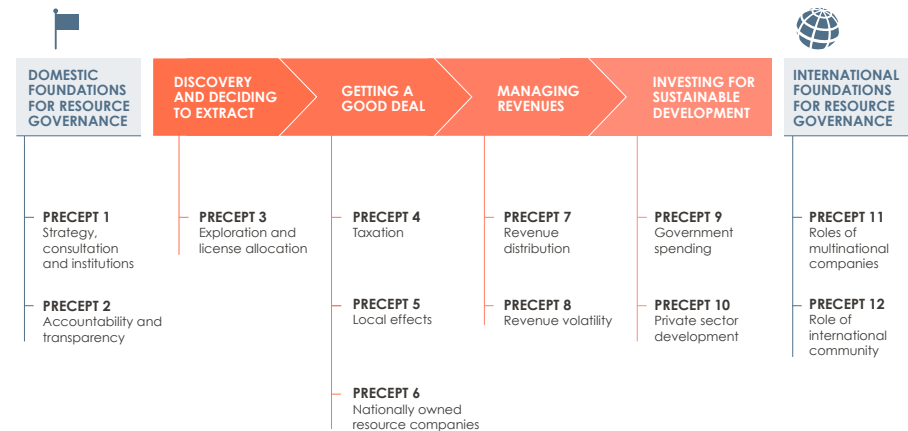 DOMESTIC
FOUNDATIONS
FOR RESOURCE
GOVERNANCE
DISCOVERY
AND DECIDING
TO EXTRACT
GETTING A
GOOD DEAL
MANAGING
REVENUES
INVESTING FOR
SUSTAINABLE
DEVELOPMENT
INTERNATIONAL
FOUNDATIONS
FOR RESOURCE
GOVERNANCE
PRECEPT 1
Strategy,
consultation
and institutions
PRECEPT 2
Accountability and
transparency
PRECEPT 3
Exploration and
license allocation
PRECEPT 4
Taxation
PRECEPT 5
Local effects
PRECEPT 6
Nationally owned
resource companies
PRECEPT 7
Revenue
distribution
PRECEPT 8
Revenue volatility
PRECEPT 9
Government
spending
PRECEPT 10
Private sector
development
PRECEPT 11
Roles of
multinational
companies
PRECEPT 12
Role of
international
community